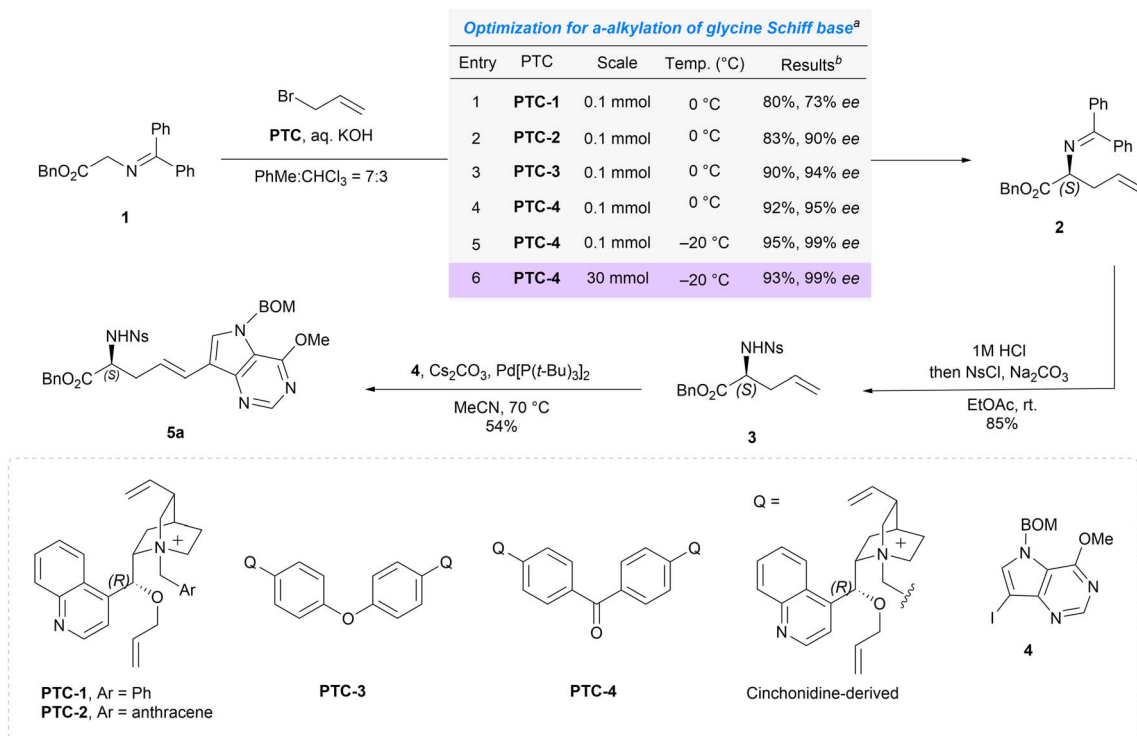 Optimization for a-alkylation of glycine Schiff base^a
Entry PTC Scale Temp. (°C) Results^b
1 PTC-1 0.1 mmol 0 °C 80%, 73% ee
2 PTC-2 0.1 mmol 0 °C 83%, 90% ee
3 PTC-3 0.1 mmol 0 °C 90%, 94% ee
4 PTC-4 0.1 mmol 0 °C 92%, 95% ee
5 PTC-4 0.1 mmol –20 °C 95%, 99% ee
6 PTC-4 30 mmol –20 °C 93%, 99% ee
Ph
BnO₂C N Ph
1
Br
PTC, aq. KOH
PhMe:CHCl₃ = 7:3
Ph
N Ph
BnO₂C (S)
2
1M HCl
then NsCl, Na₂CO₃
EtOAc, rt.
85%
NHNs
BnO₂C (S)
3
4, Cs₂CO₃, Pd[P(t-Bu)₃]₂
MeCN, 70 °C
54%
BOM
NHNs N OMe
BnO₂C (S) N N
5a
N + (R) Ar O N
PTC-1, Ar = Ph
PTC-2, Ar = anthracene
Q Q
O
PTC-3
Q Q
O
PTC-4
Q =
N + (R) O N
Cinchonidine-derived
BOM
N OMe
I N N
4